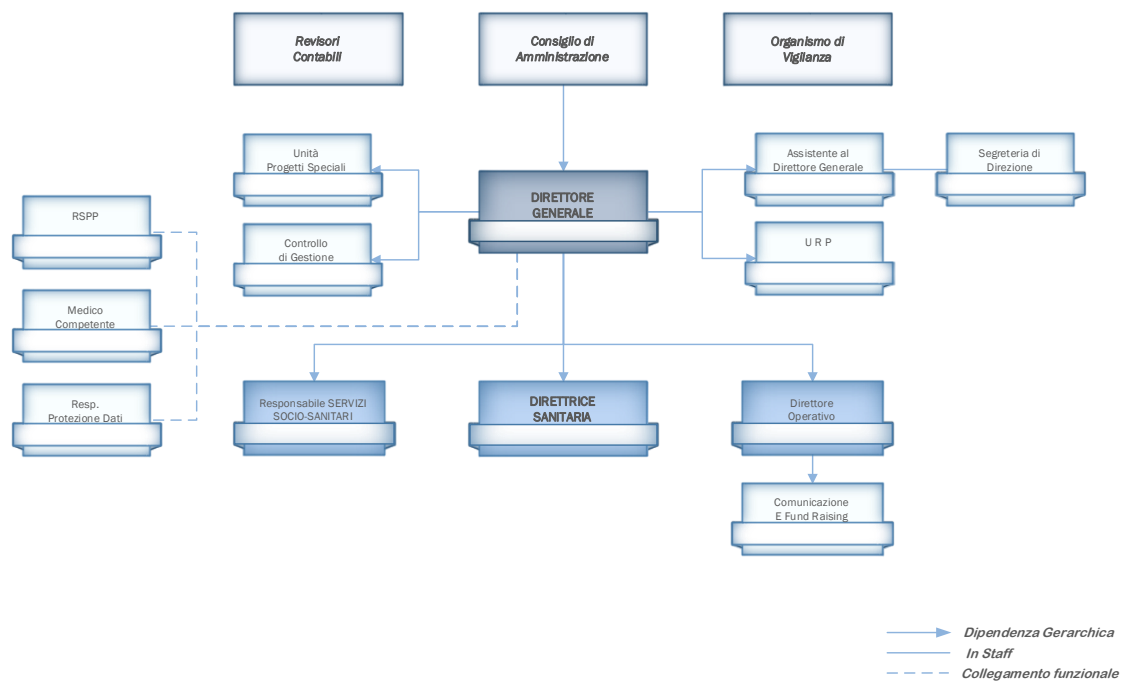 Revisori
Contabili
Consiglio di
Amministrazione
Organismo di
Vigilanza
Unità
Progetti Speciali
Assistente al
Direttore Generale
Segreteria di
Direzione
DIRETTORE
GENERALE
RSPP
Controllo
di Gestione
U R P
Medico
Competente
Resp.
Protezione Dati
Responsabile SERVIZI
SOCIO-SANITARI
DIRETTRICE
SANITARIA
Direttore
Operativo
Comunicazione
E Fund Raising
Dipendenza Gerarchica
In Staff
Collegamento funzionale